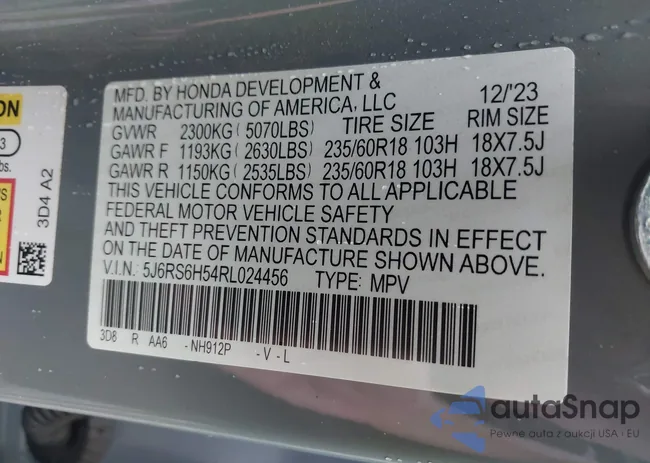 ON
3
bs.
'S
3D4 A2
MFD. BY HONDA DEVELOPMENT &
MANUFACTURING OF AMERICA, LLC 12/'23
GVWR 2300KG ( 5070LBS) TIRE SIZE RIM SIZE
GAWR F 1193KG ( 2630LBS) 235/60R18 103H 18X7.5J
GAWR R 1150KG ( 2535LBS) 235/60R18 103H 18X7.5J
THIS VEHICLE CONFORMS TO ALL APPLICABLE
FEDERAL MOTOR VEHICLE SAFETY
AND THEFT PREVENTION STANDARDS IN EFFECT
ON THE DATE OF MANUFACTURE SHOWN ABOVE.
V.I.N: 5J6RS6H54RL024456 TYPE: MPV
3D8 R AA6 -NH912P -V-L
autaSnap
Pewne auta z aukcji USA i EU